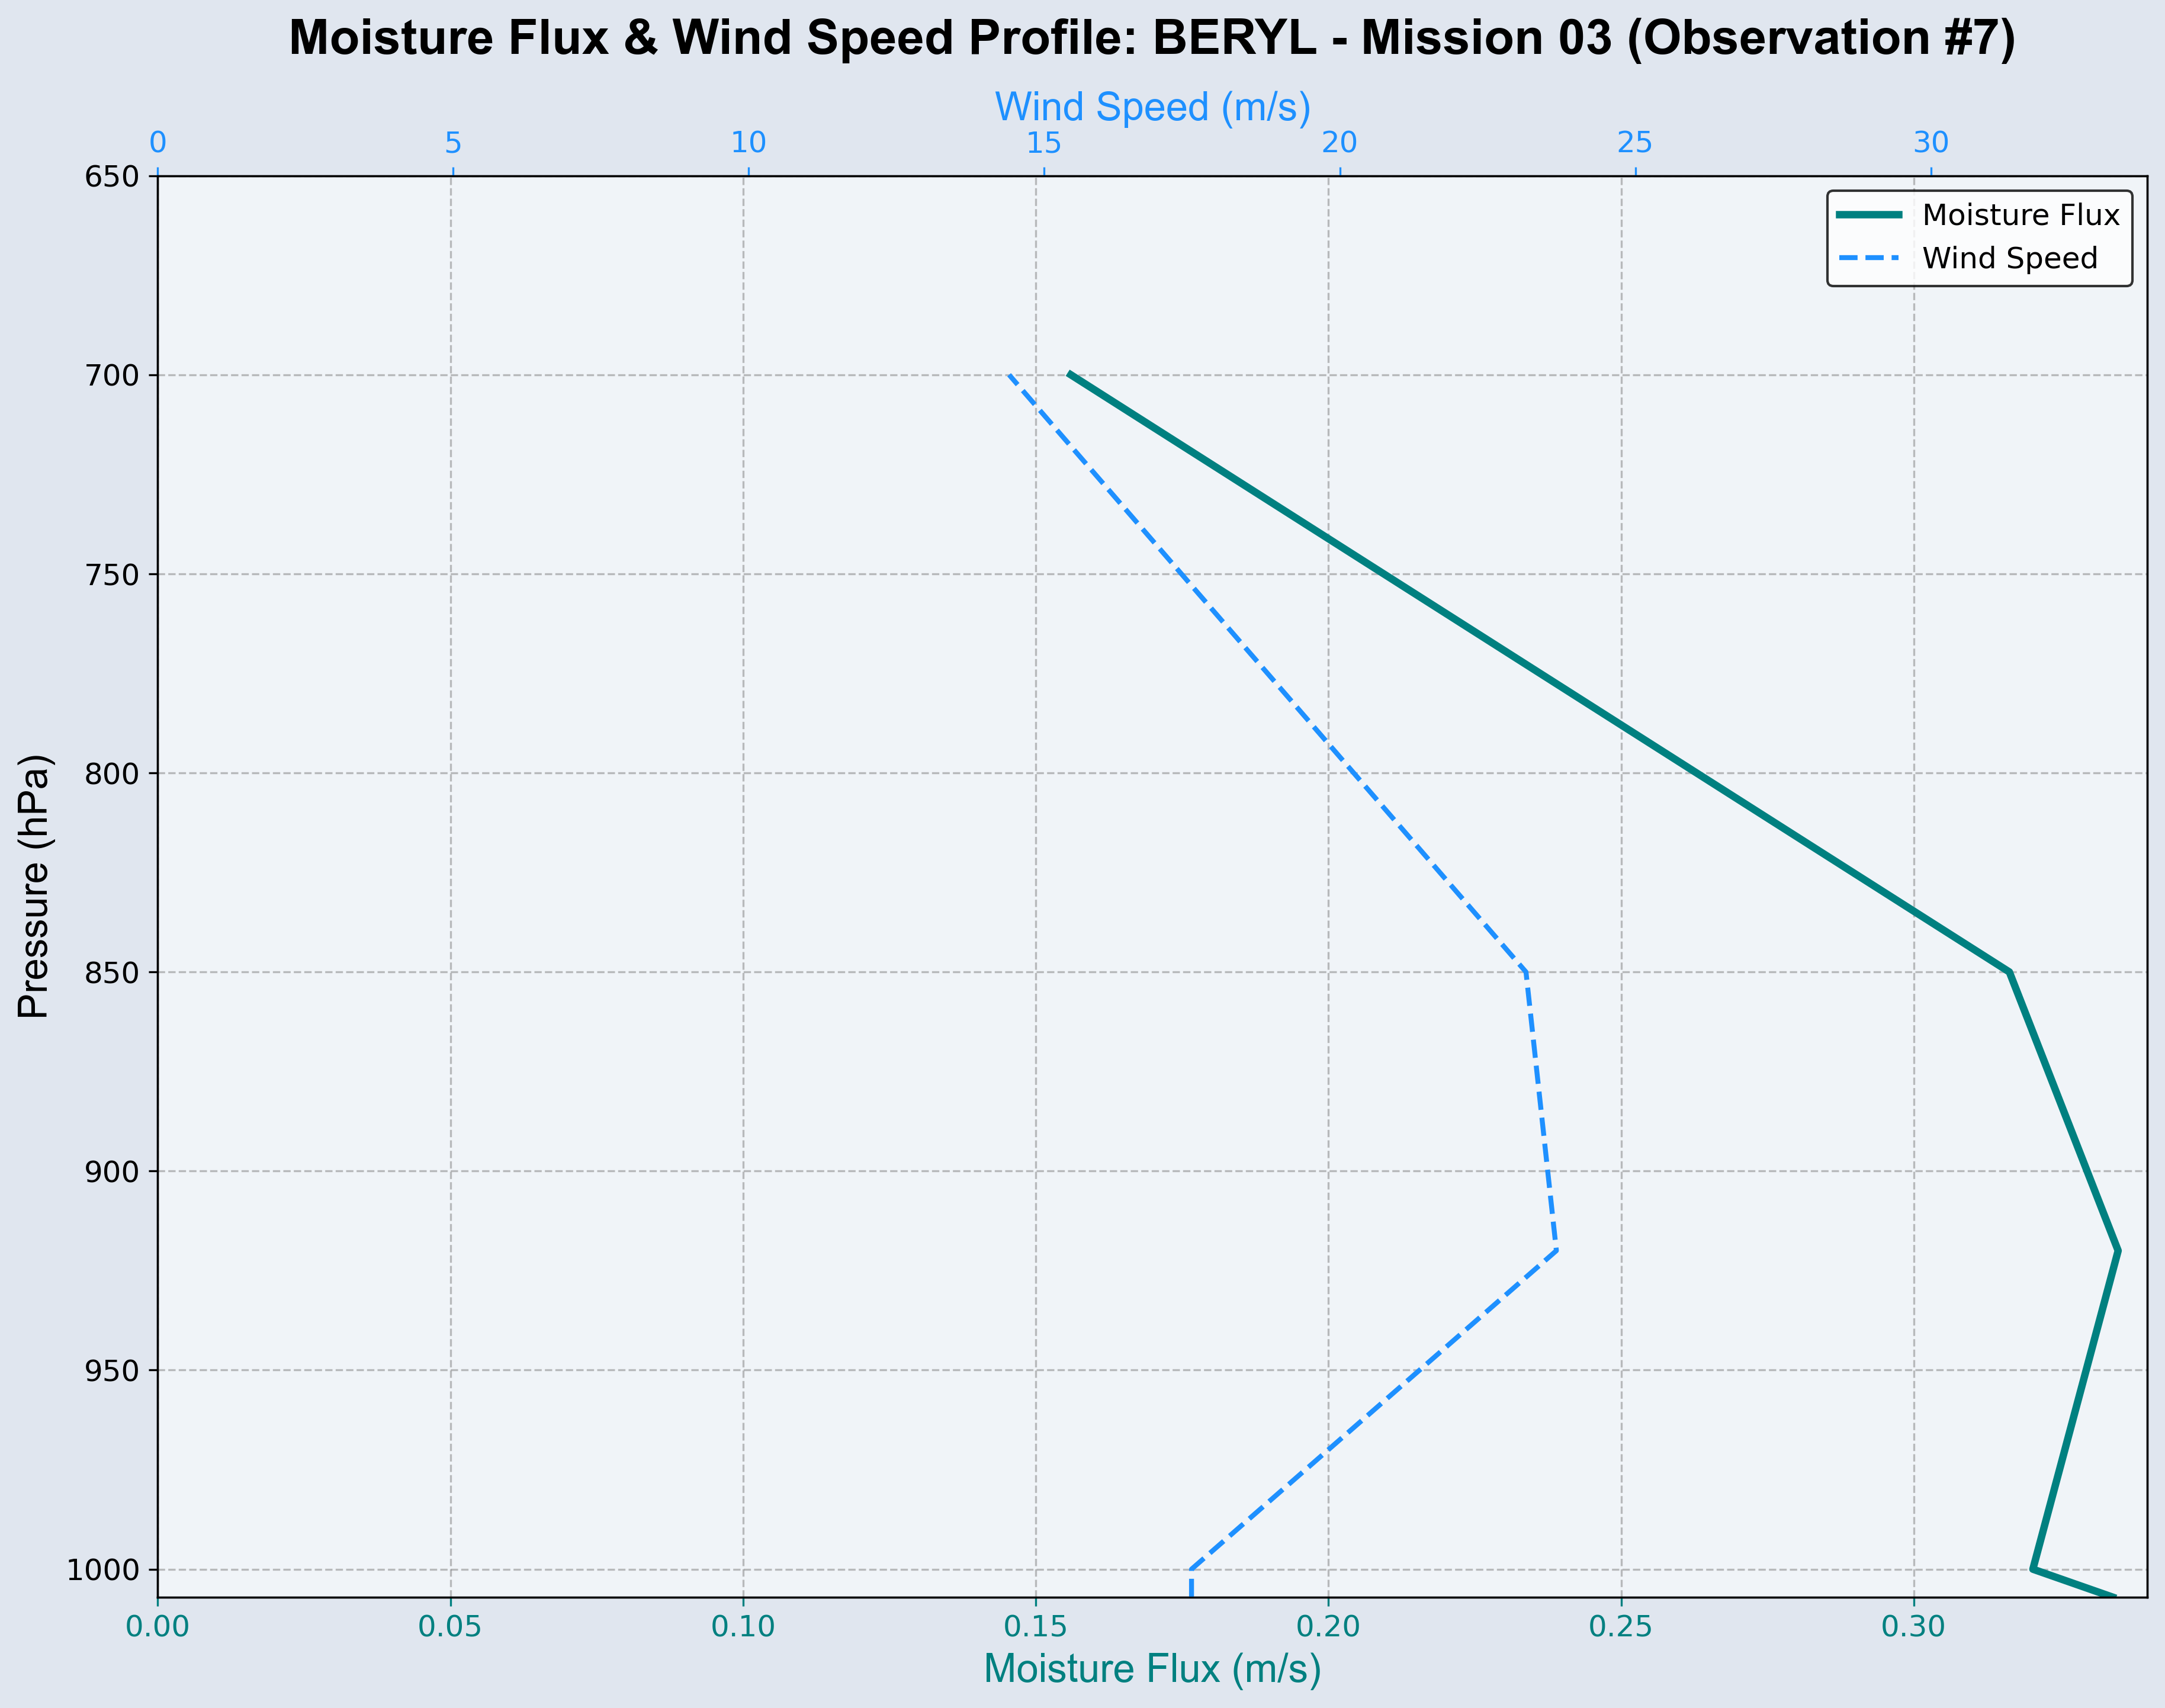 Moisture Flux & Wind Speed Profile: BERYL - Mission 03 (Observation #7)
Wind Speed (m/s)
0 5 10 15 20 25 30
Moisture Flux
Wind Speed
Pressure (hPa)
650
700
750
800
850
900
950
1000
0.00 0.05 0.10 0.15 0.20 0.25 0.30
Moisture Flux (m/s)